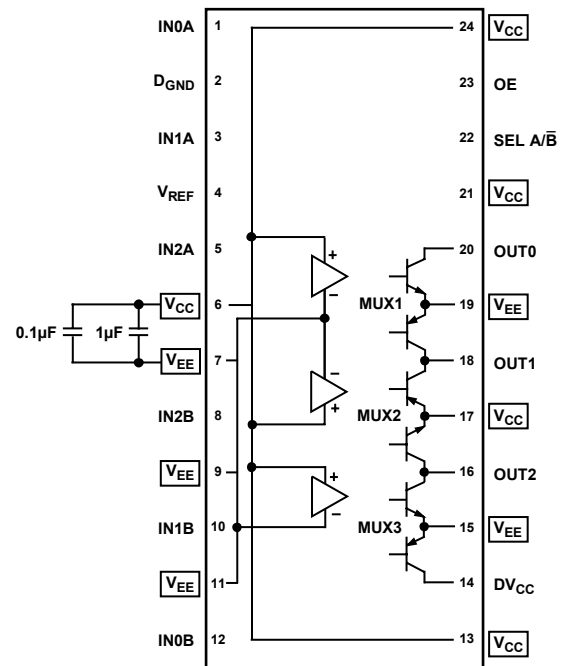 IN0A 1 24 VCC
DGND 2 23 OE
IN1A 3 22 SEL A/B̅
VREF 4 21 VCC
IN2A 5 20 OUT0
+
−
MUX1
VCC 6 19 VEE
0.1µF 1µF
VEE 7 18 OUT1
−
+
IN2B 8 MUX2 17 VCC
VEE 9 16 OUT2
+
−
IN1B 10 MUX3 15 VEE
VEE 11 14 DVCC
IN0B 12 13 VCC